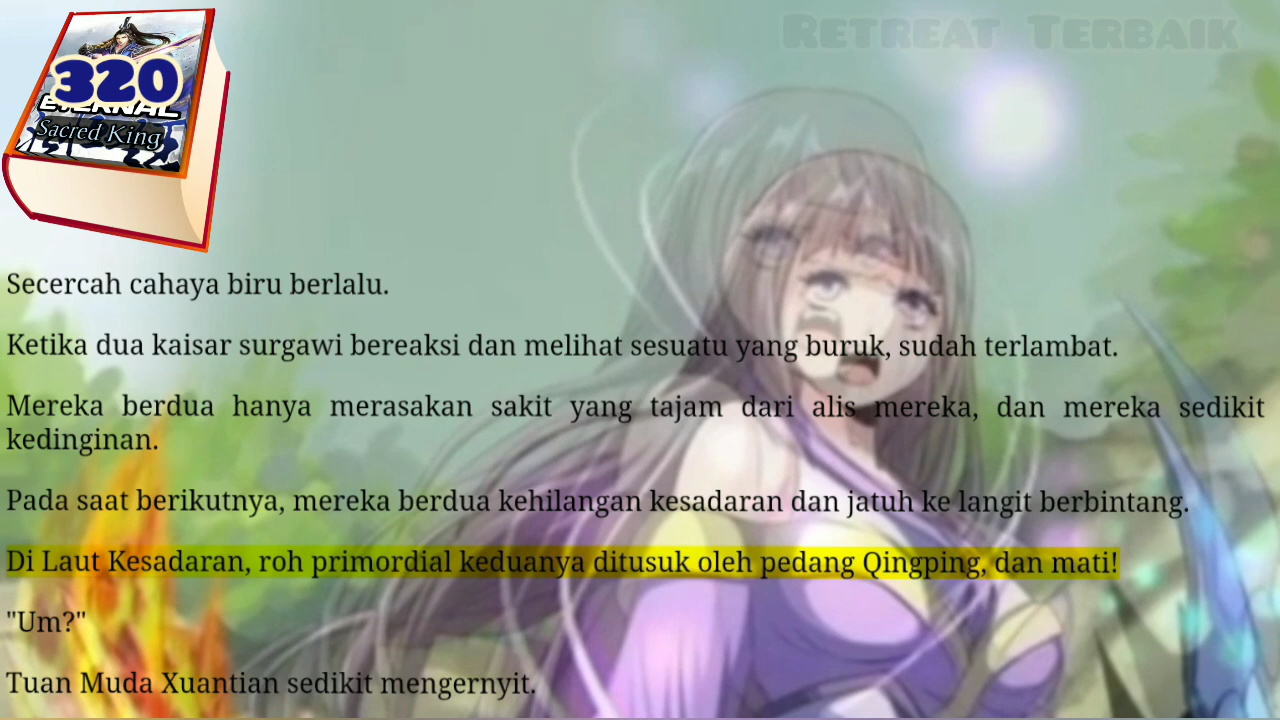 Retreat Terbaik
320
ETERNAL
Sacred King
Secercah cahaya biru berlalu.
Ketika dua kaisar surgawi bereaksi dan melihat sesuatu yang buruk, sudah terlambat.
Mereka berdua hanya merasakan sakit yang tajam dari alis mereka, dan mereka sedikit
kedinginan.
Pada saat berikutnya, mereka berdua kehilangan kesadaran dan jatuh ke langit berbintang.
Di Laut Kesadaran, roh primordial keduanya ditusuk oleh pedang Qingping, dan mati!
"Um?"
Tuan Muda Xuantian sedikit mengernyit.